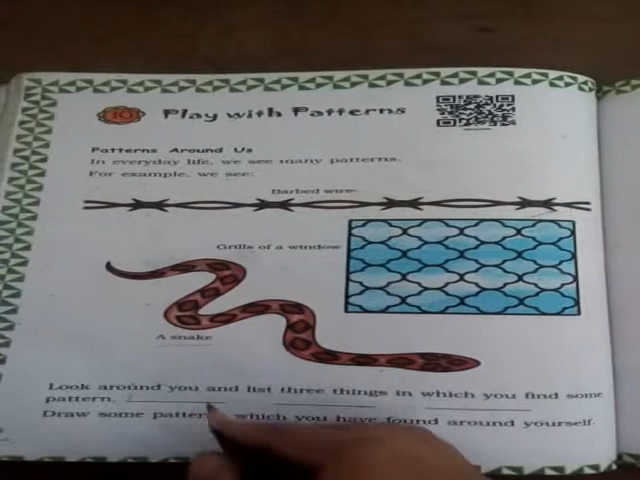 10 Play with Patterns
Patterns Around Us
In everyday life, we see many patterns.
For example, we see:
Barbed wire
Grills of a window
A snake
Look around you and list three things in which you find some
pattern.
Draw some pattern which you have found around yourself.